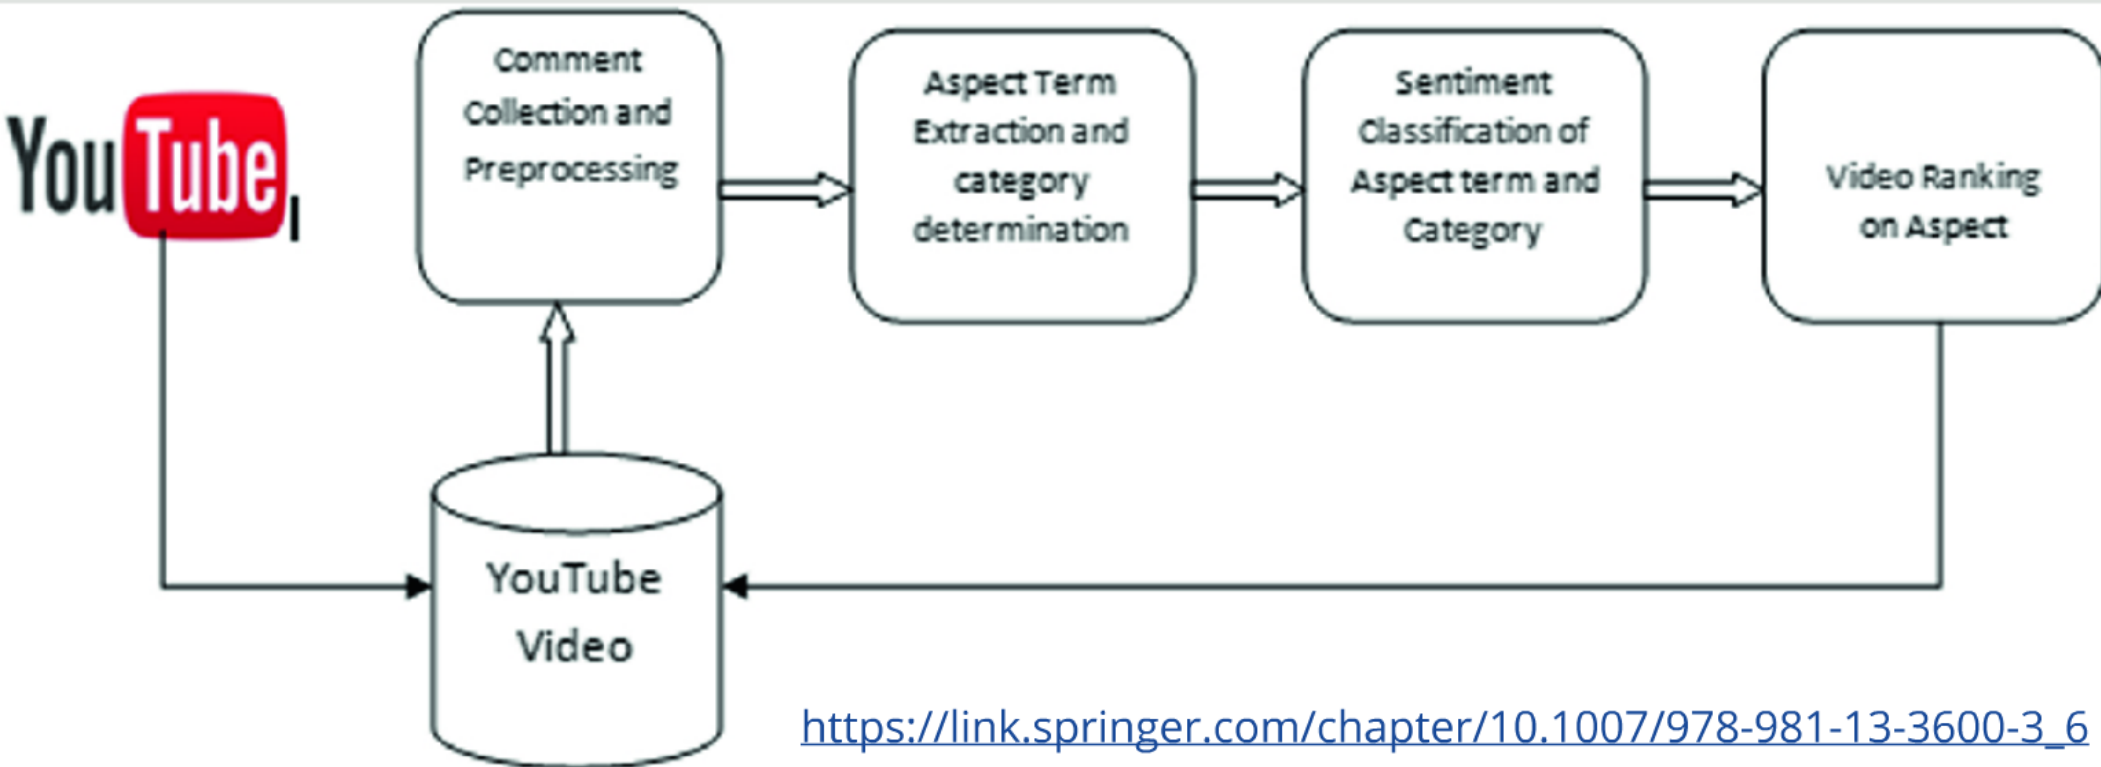 YouTube
Comment
Collection and
Preprocessing
Aspect Term
Extraction and
category
determination
Sentiment
Classification of
Aspect term and
Category
Video Ranking
on Aspect
YouTube
Video
https://link.springer.com/chapter/10.1007/978-981-13-3600-3_6